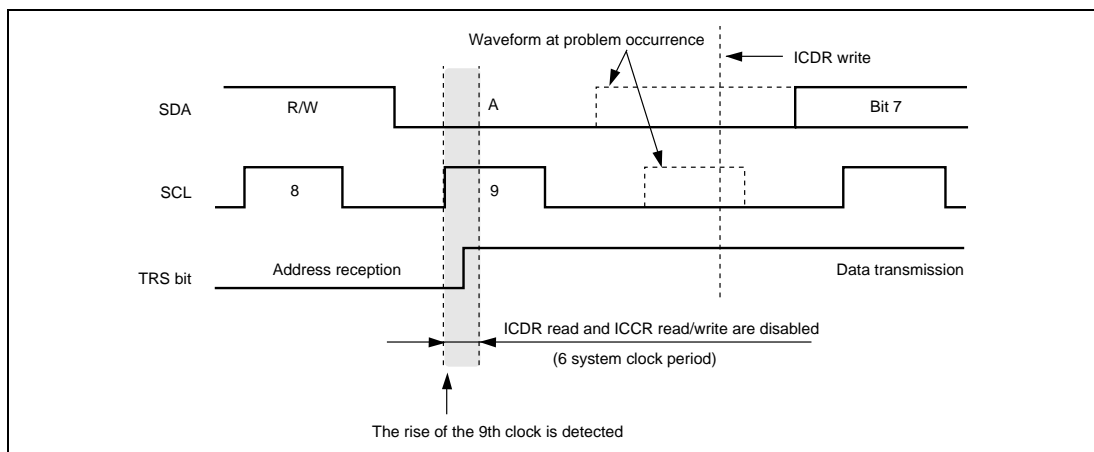 Waveform at problem occurrence
ICDR write
SDA
R/W
A
Bit 7
SCL
8
9
TRS bit
Address reception
Data transmission
ICDR read and ICCR read/write are disabled
(6 system clock period)
The rise of the 9th clock is detected